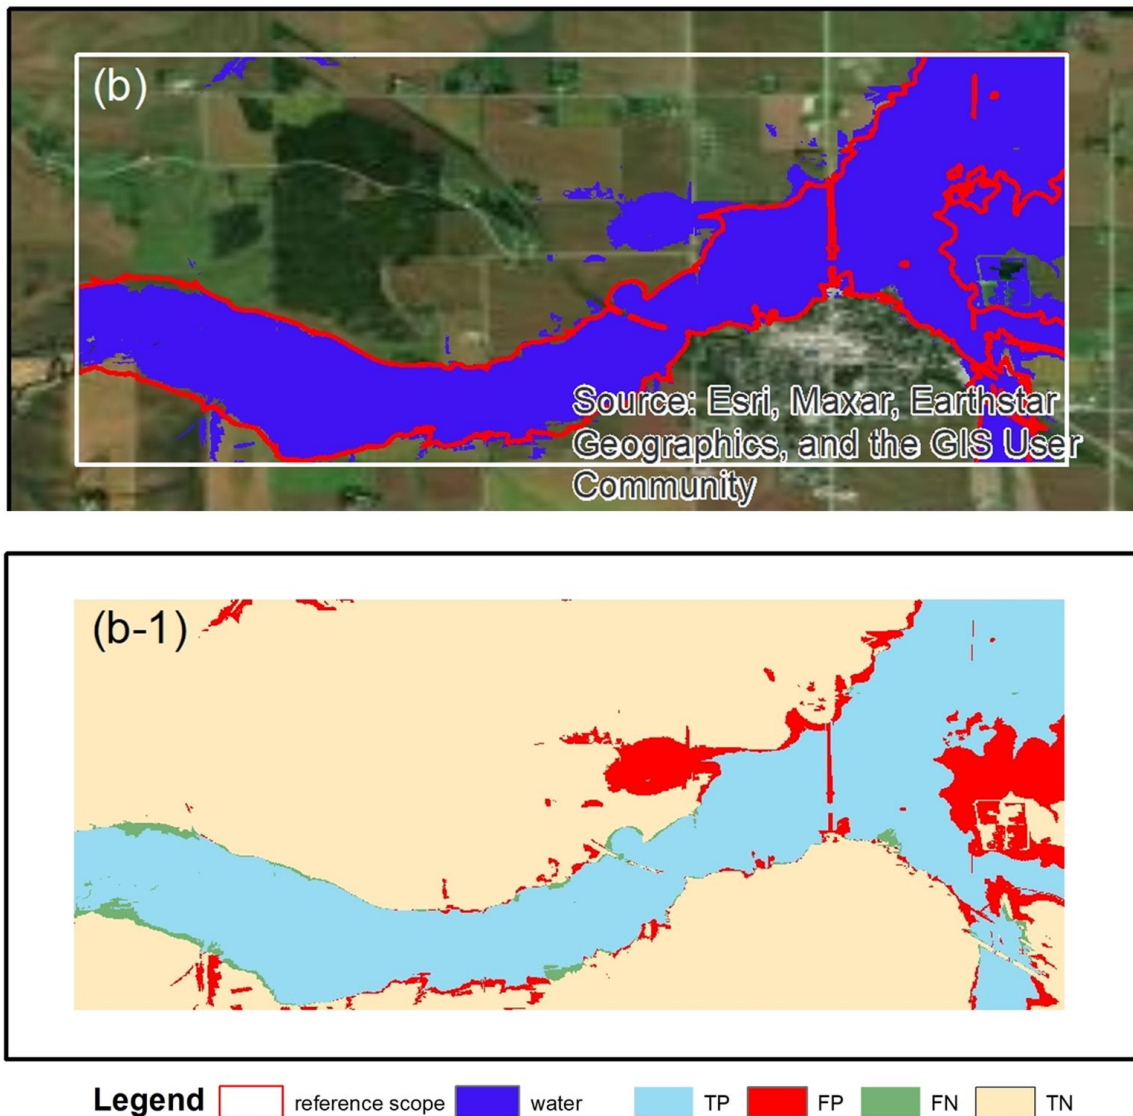 (b)
Source: Esri, Maxar, Earthstar
Geographics, and the GIS User
Community
(b-1)
Legend reference scope water TP FP FN TN